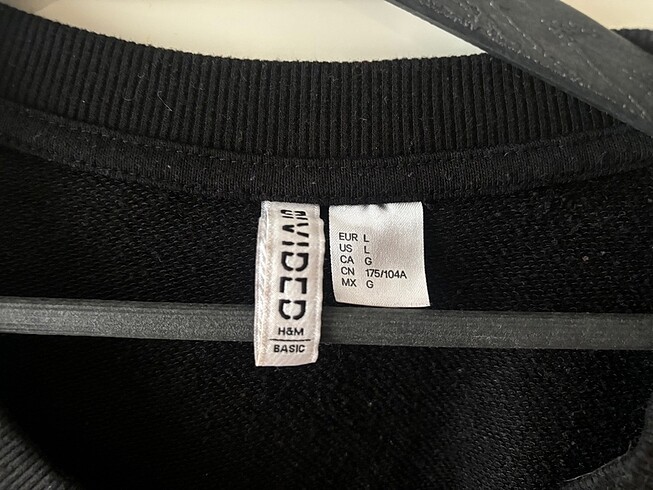 DIVIDED
H&M
BASIC
EUR L
US L
CA G
CN 175/104A
MX G